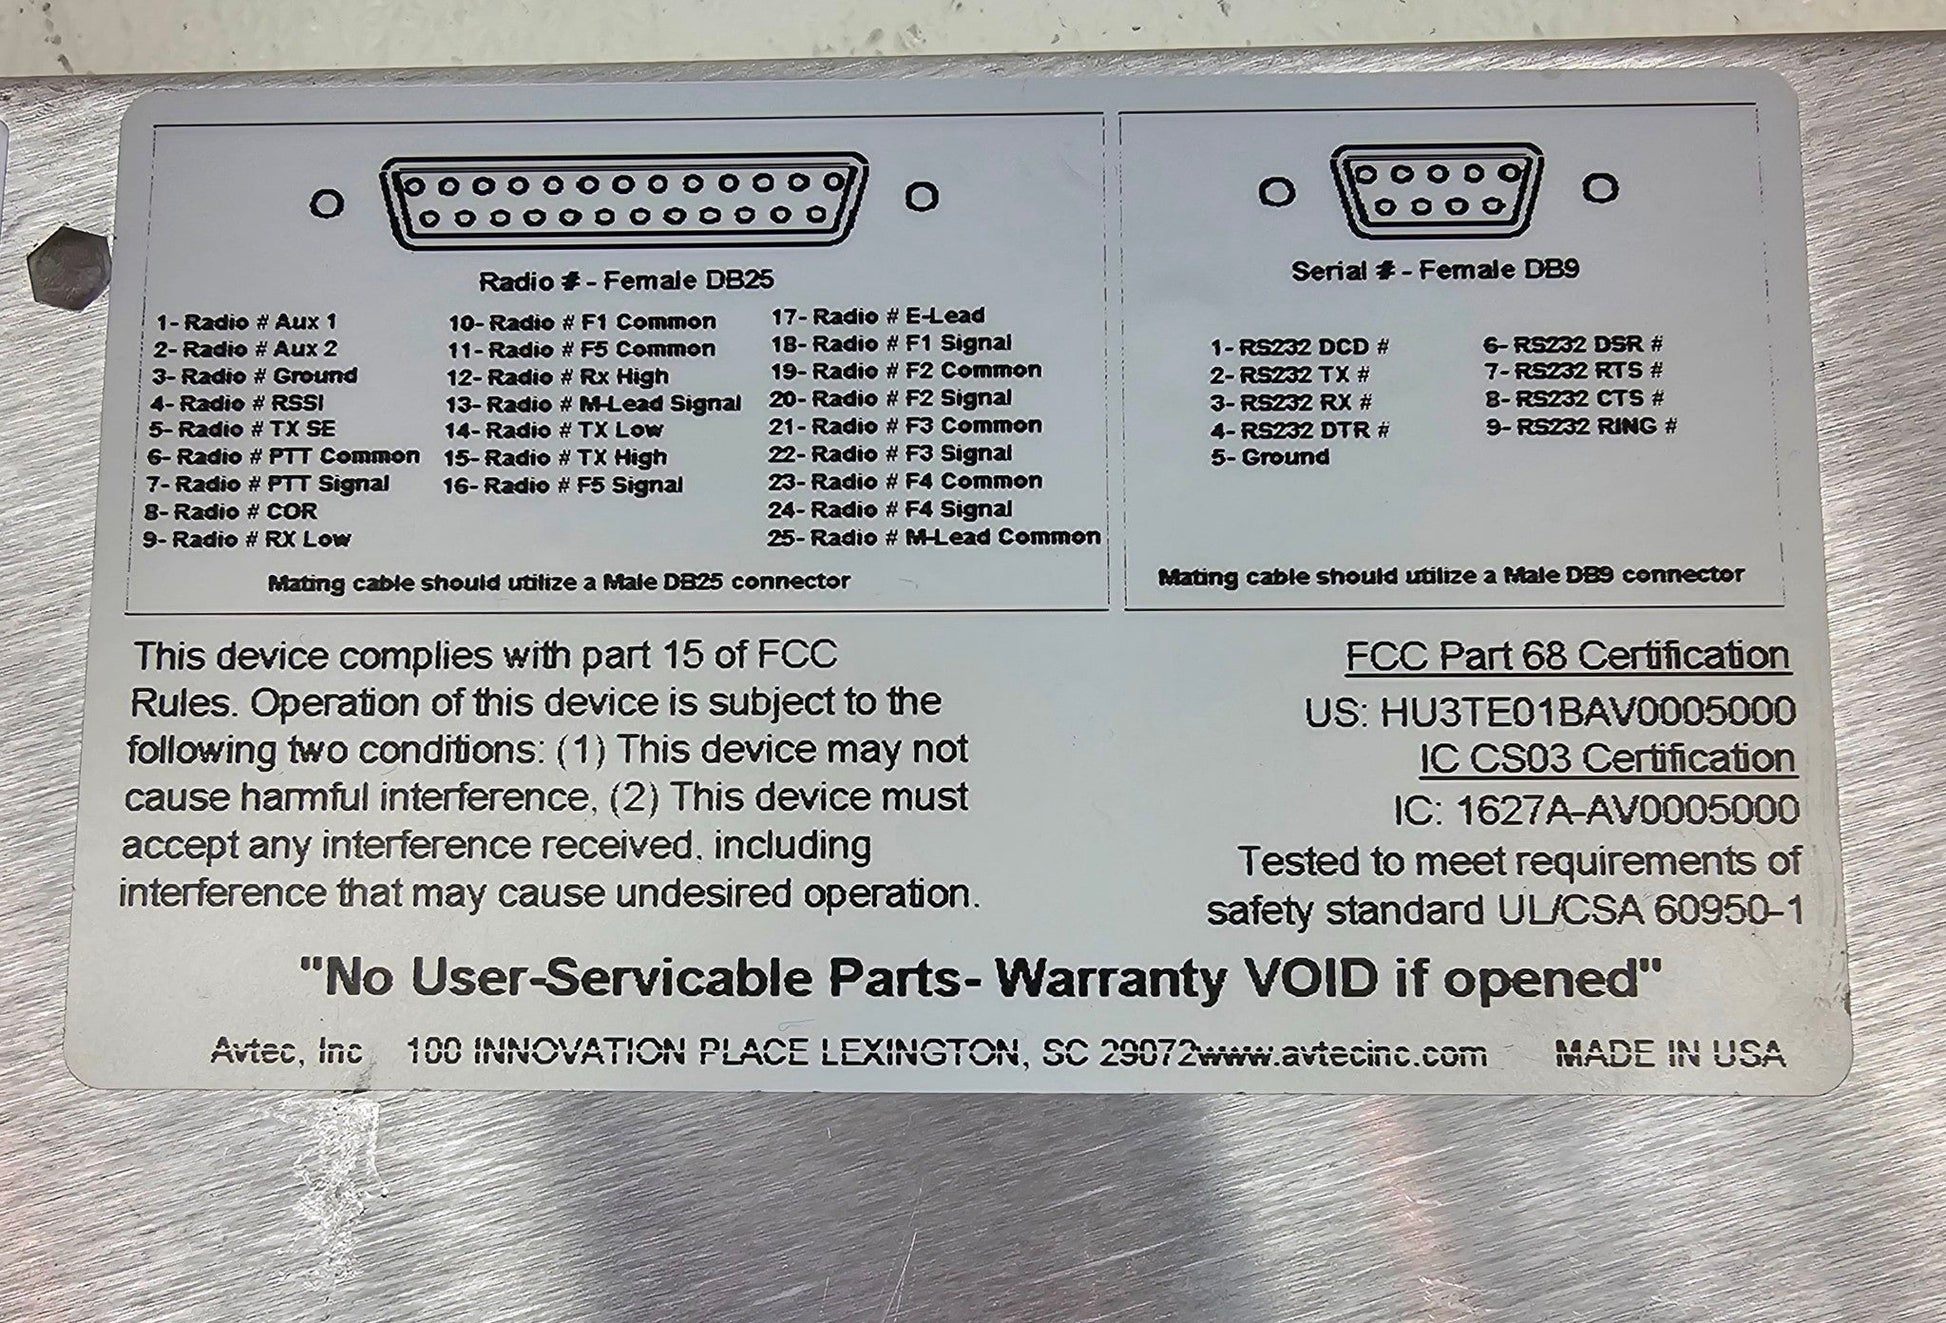 Radio # - Female DB25
1- Radio # Aux 1
2- Radio # Aux 2
3- Radio # Ground
4- Radio # RSSI
5- Radio # TX SE
6- Radio # PTT Common
7- Radio # PTT Signal
8- Radio # COR
9- Radio # RX Low
10- Radio # F1 Common
11- Radio # F5 Common
12- Radio # Rx High
13- Radio # M-Lead Signal
14- Radio # TX Low
15- Radio # TX High
16- Radio # F5 Signal
17- Radio # E-Lead
18- Radio # F1 Signal
19- Radio # F2 Common
20- Radio # F2 Signal
21- Radio # F3 Common
22- Radio # F3 Signal
23- Radio # F4 Common
24- Radio # F4 Signal
25- Radio # M-Lead Common
Mating cable should utilize a Male DB25 connector
Serial # - Female DB9
1- RS232 DCD #
2- RS232 TX #
3- RS232 RX #
4- RS232 DTR #
5- Ground
6- RS232 DSR #
7- RS232 RTS #
8- RS232 CTS #
9- RS232 RING #
Mating cable should utilize a Male DB9 connector
This device complies with part 15 of FCC
Rules. Operation of this device is subject to the
following two conditions: (1) This device may not
cause harmful interference, (2) This device must
accept any interference received, including
interference that may cause undesired operation.
FCC Part 68 Certification
US: HU3TE01BAV0005000
IC CS03 Certification
IC: 1627A-AV0005000
Tested to meet requirements of
safety standard UL/CSA 60950-1
"No User-Servicable Parts- Warranty VOID if opened"
Avtec, Inc 100 INNOVATION PLACE LEXINGTON, SC 29072www.avtecinc.com MADE IN USA